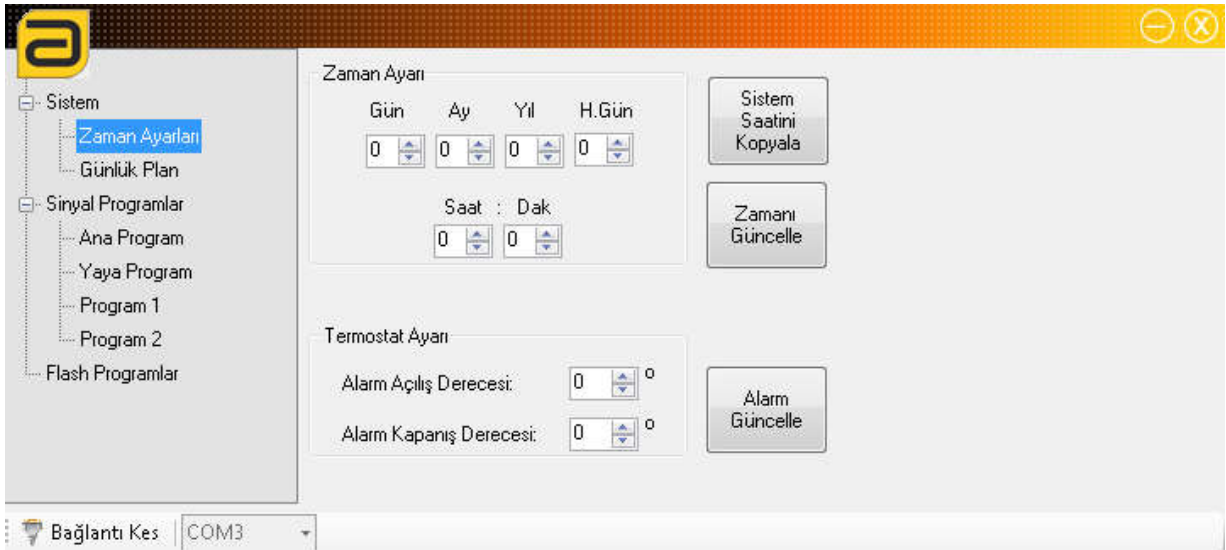 a
Sistem
Zaman Ayarları
Günlük Plan
Sinyal Programlar
Ana Program
Yaya Program
Program 1
Program 2
Flash Programlar
Zaman Ayarı
Gün Ay Yıl H.Gün
0 0 0 0
Saat : Dak
0 0
Sistem
Saatini
Kopyala
Zamanı
Güncelle
Termostat Ayarı
Alarm Açılış Derecesi: 0 °
Alarm Kapanış Derecesi: 0 °
Alarm
Güncelle
Bağlantı Kes COM3